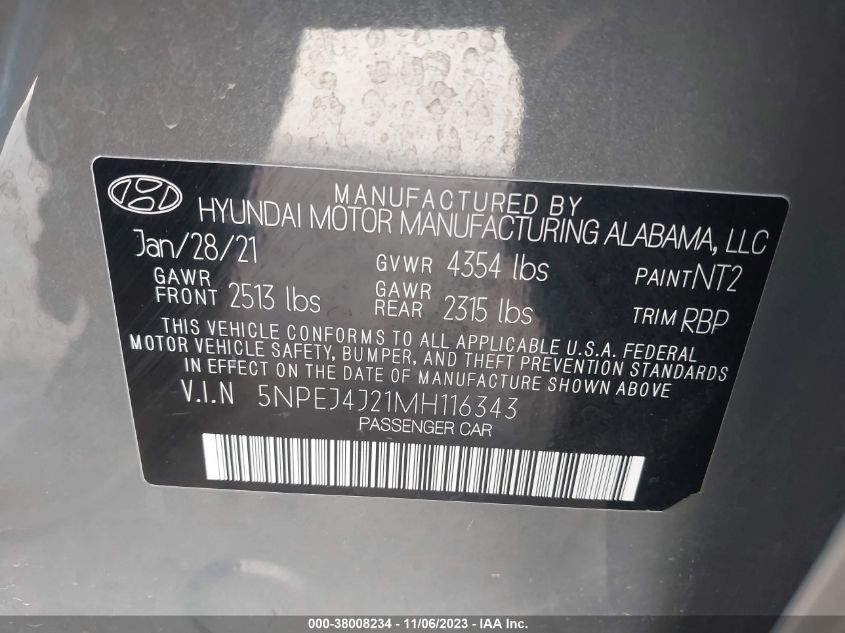 MANUFACTURED BY
HYUNDAI MOTOR MANUFACTURING ALABAMA, LLC
Jan/28/21 GVWR 4354 lbs PAINT NT2
GAWR FRONT 2513 lbs GAWR REAR 2315 lbs TRIM RBP
THIS VEHICLE CONFORMS TO ALL APPLICABLE U.S.A. FEDERAL
MOTOR VEHICLE SAFETY, BUMPER, AND THEFT PREVENTION STANDARDS
IN EFFECT ON THE DATE OF MANUFACTURE SHOWN ABOVE
V.I.N 5NPEJ4J21MH116343
PASSENGER CAR
000-38008234 - 11/06/2023 - IAA Inc.